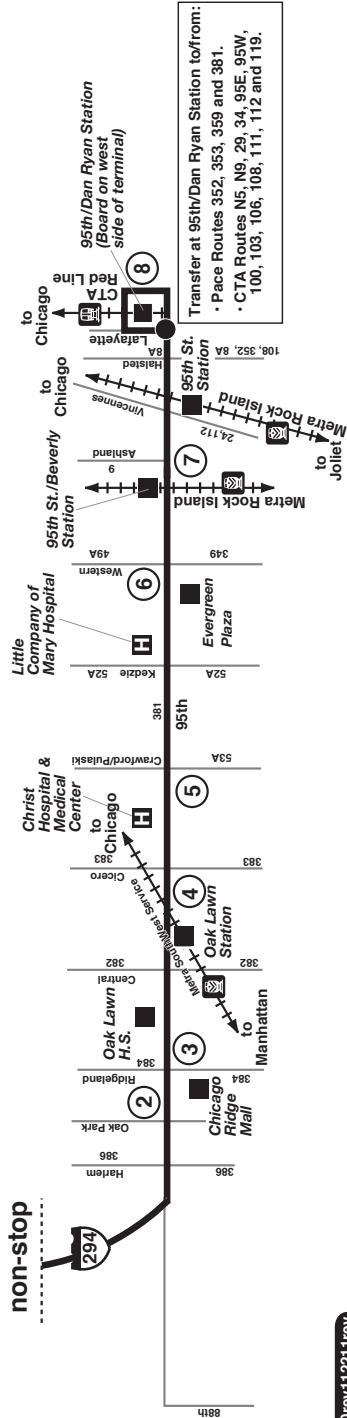 non-stop
294
88th
Harlem
386
386
Oak Park
2
Chicago
Ridge
Mall
Ridgeland
384
384
3
Oak Lawn
H.S.
to
Manhattan
Central
382
382
Metra SouthWest Service
Oak Lawn
Station
4
Cicero
383
383
to
Chicago
Christ
Hospital &
Medical
Center
H
5
Crawford/Pulaski
53A
381
95th
Kedzie
52A
52A
Little
Company of
Mary Hospital
H
Evergreen
Plaza
6
Western
49A
349
95th St./Beverly
Station
Metra Rock Island
Ashland
9
7
to
Joliet
Metra Rock Island
24,112
Vincennes
to
Chicago
95th St.
Station
Halsted
8A
108, 352, 8A
Lafayette
to
Chicago
CTA
Red Line
8
95th/Dan Ryan Station
(Board on west
side of terminal)
Transfer at 95th/Dan Ryan Station to/from:
· Pace Routes 352, 353, 359 and 381.
· CTA Routes N5, N9, 29, 34, 95E, 95W,
100, 103, 106, 108, 111, 112 and 119.